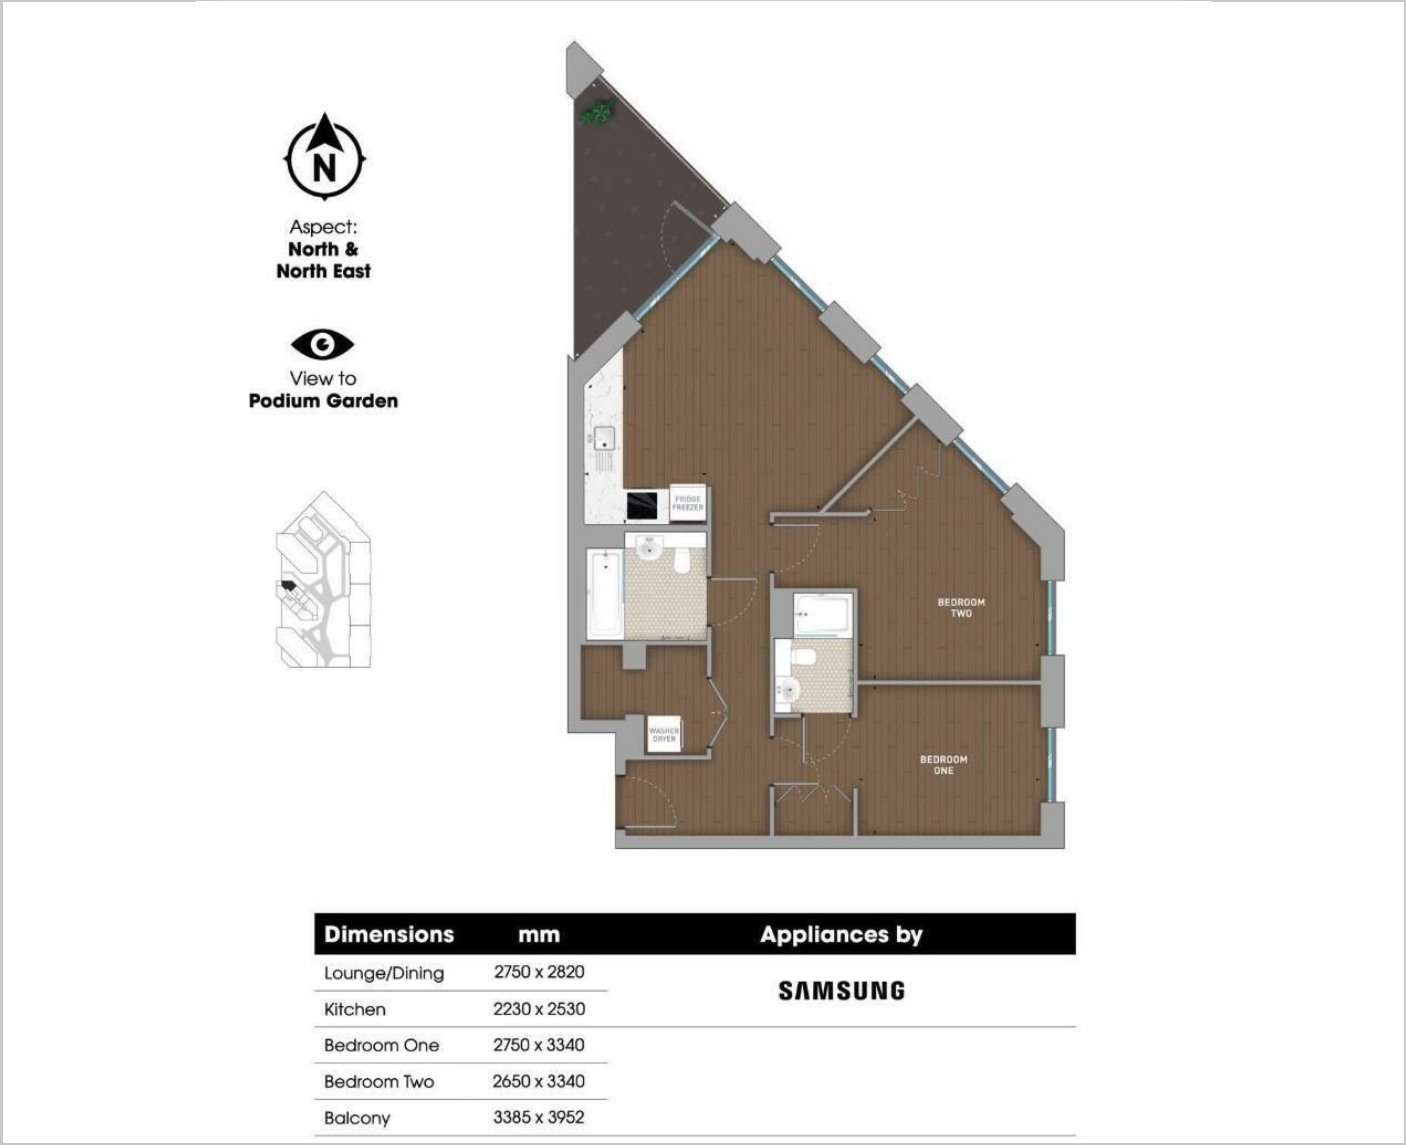 N
Aspect:
North &
North East
View to
Podium Garden
FRIDGE
FREEZER
BEDROOM
TWO
WASHER
DRYER
BEDROOM
ONE
Dimensions mm Appliances by
Lounge/Dining 2750 x 2820
SAMSUNG
Kitchen 2230 x 2530
Bedroom One 2750 x 3340
Bedroom Two 2650 x 3340
Balcony 3385 x 3952